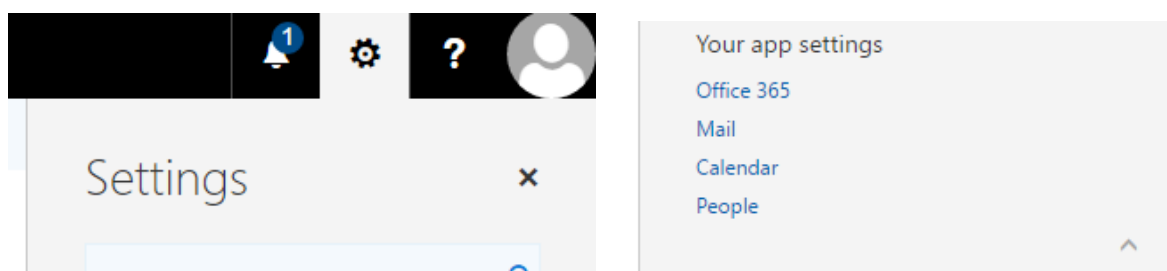 1
?
Settings
×
Your app settings
Office 365
Mail
Calendar
People